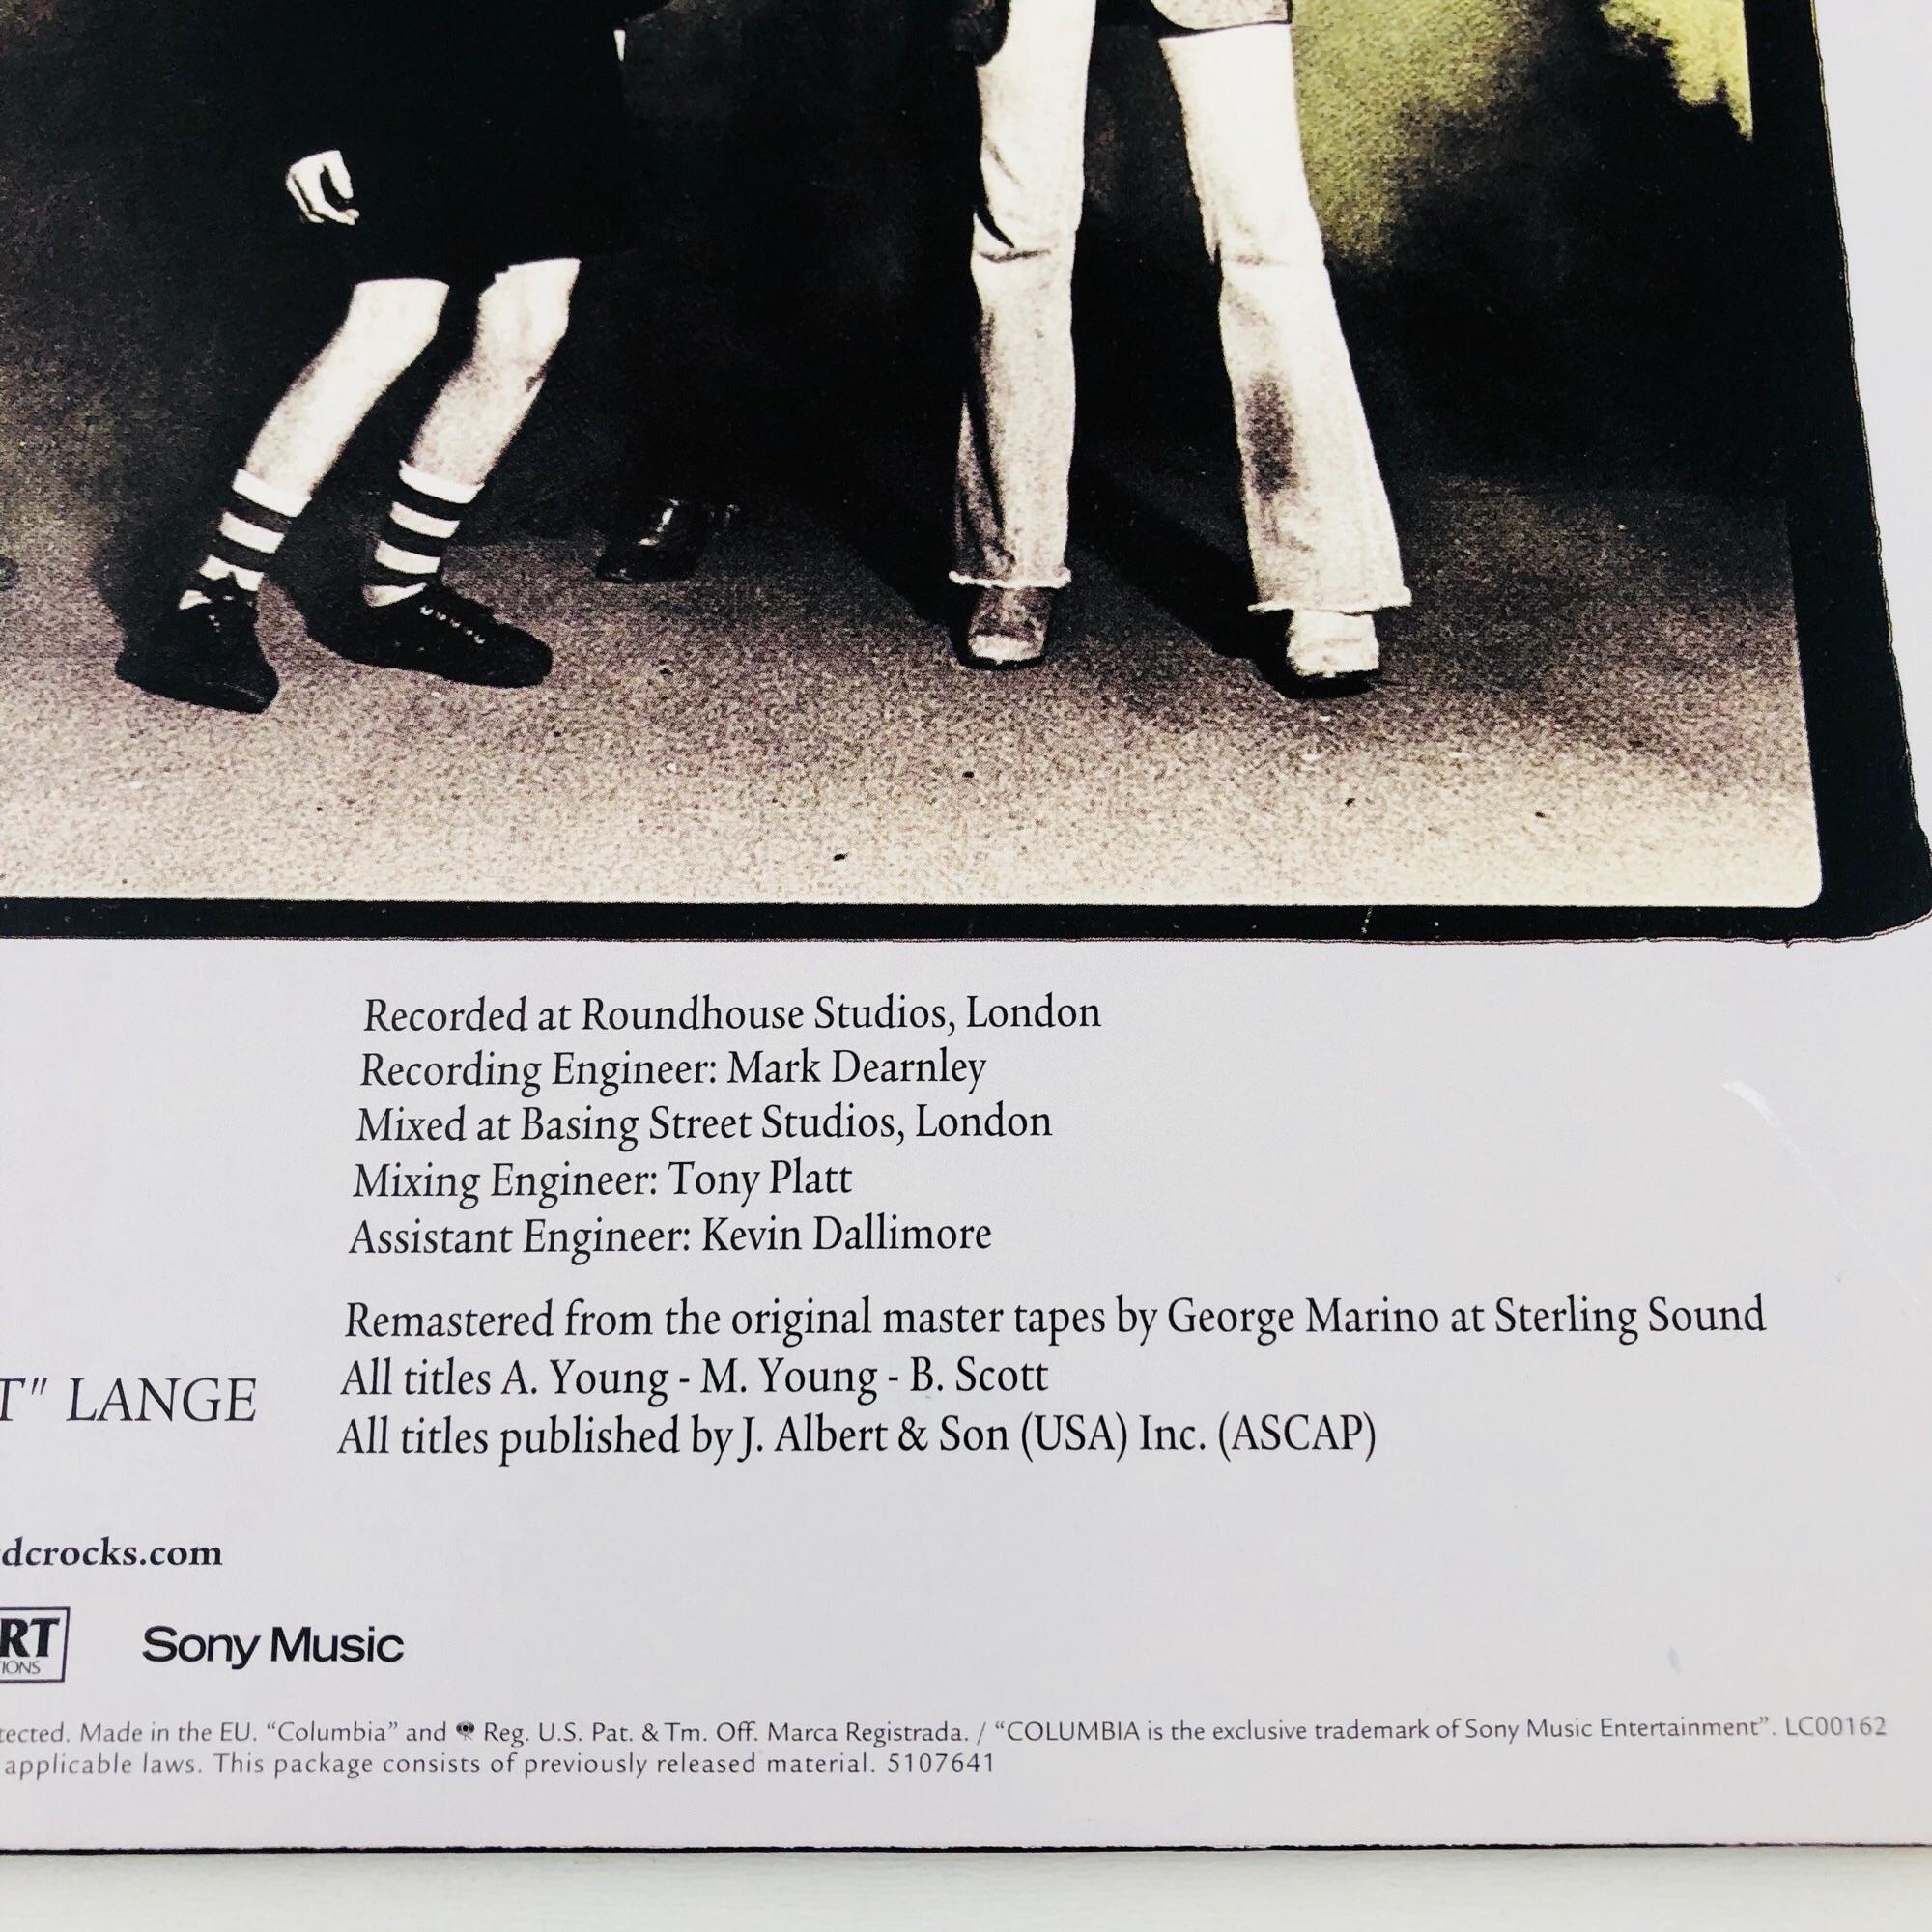 Recorded at Roundhouse Studios, London
Recording Engineer: Mark Dearnley
Mixed at Basing Street Studios, London
Mixing Engineer: Tony Platt
Assistant Engineer: Kevin Dallimore
Remastered from the original master tapes by George Marino at Sterling Sound
All titles A. Young - M. Young - B. Scott
T" LANGE
All titles published by J. Albert & Son (USA) Inc. (ASCAP)
dcrocks.com
RT
IONS
Sony Music
tected. Made in the EU. “Columbia” and Reg. U.S. Pat. & Tm. Off. Marca Registrada. / “COLUMBIA is the exclusive trademark of Sony Music Entertainment”. LC00162
applicable laws. This package consists of previously released material. 5107641